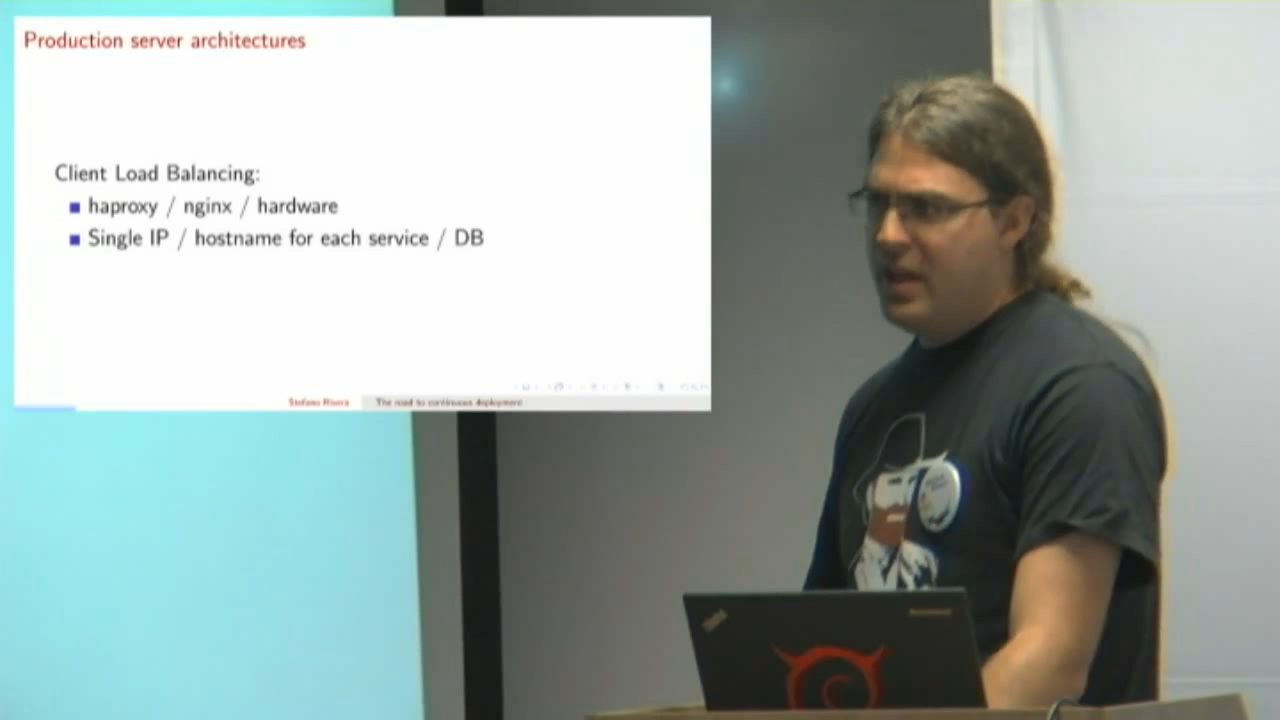 Production server architectures
Client Load Balancing:
haproxy / nginx / hardware
Single IP / hostname for each service / DB
Stefano Rivera
The road to continuous deployment
ThinkPad